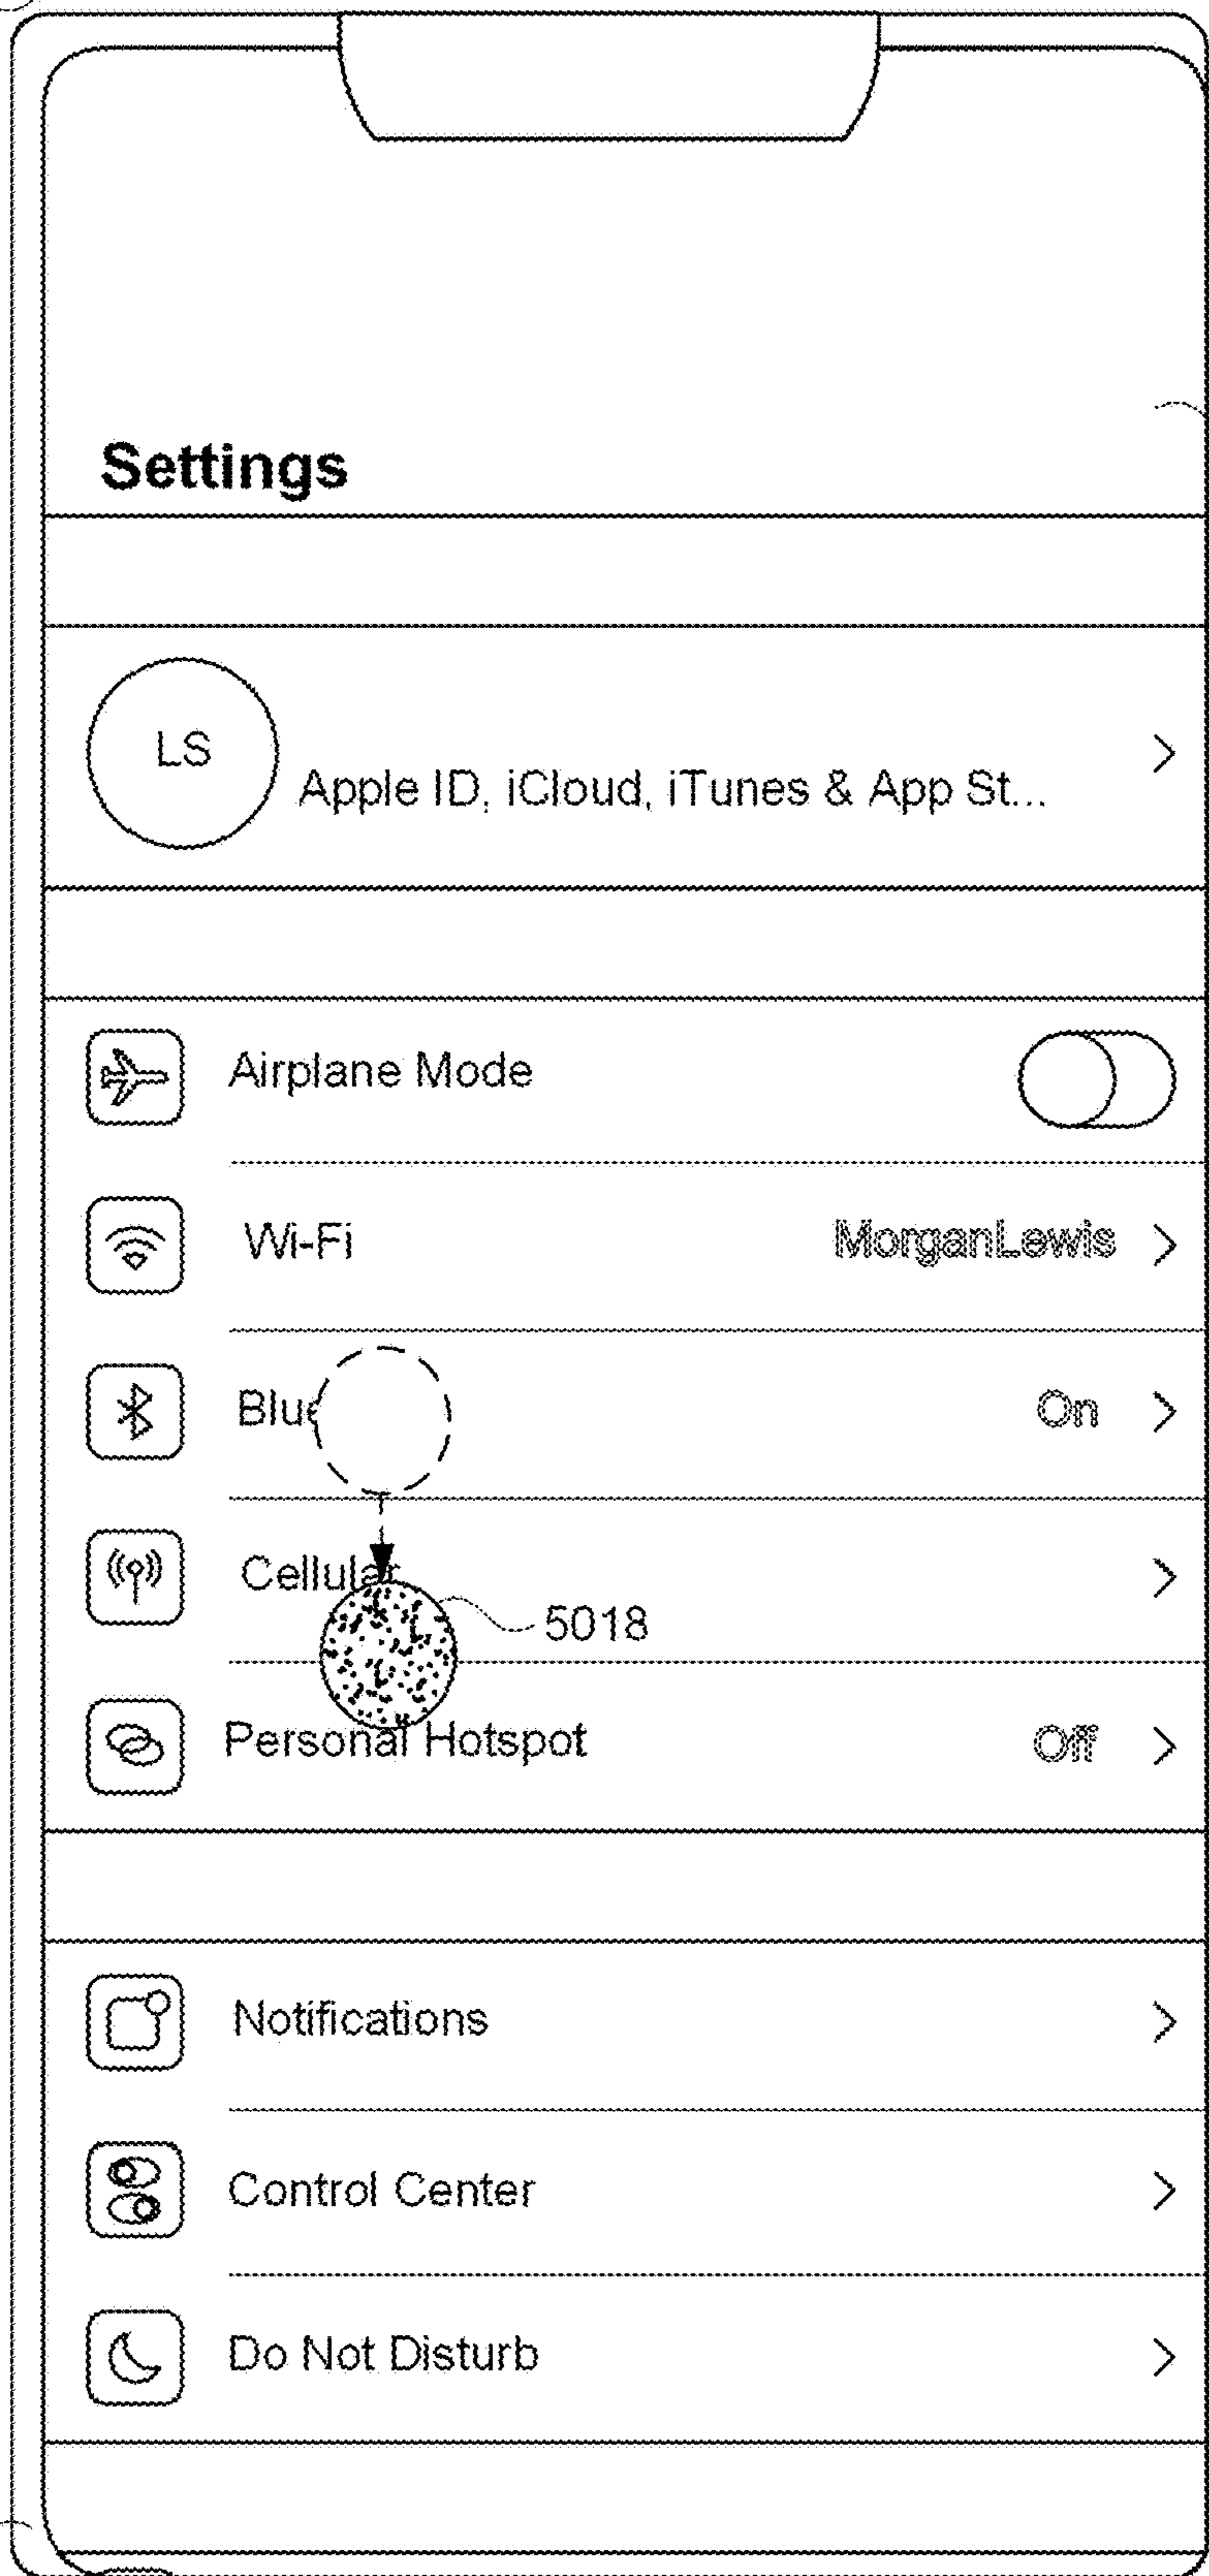 Settings
LS
Apple ID, iCloud, iTunes & App St...
Airplane Mode
Wi-Fi MorganLewis
On
Cellular
5018
Personal Hotspot Off
Notifications
Control Center
Do Not Disturb